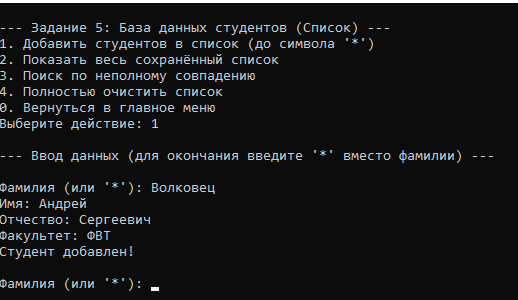 --- Задание 5: База данных студентов (Список) ---
1. Добавить студентов в список (до символа '*')
2. Показать весь сохранённый список
3. Поиск по неполному совпадению
4. Полностью очистить список
0. Вернуться в главное меню
Выберите действие: 1
--- Ввод данных (для окончания введите '*' вместо фамилии) ---
Фамилия (или '*'): Волковец
Имя: Андрей
Отчество: Сергеевич
Факультет: ФВТ
Студент добавлен!
Фамилия (или '*'):